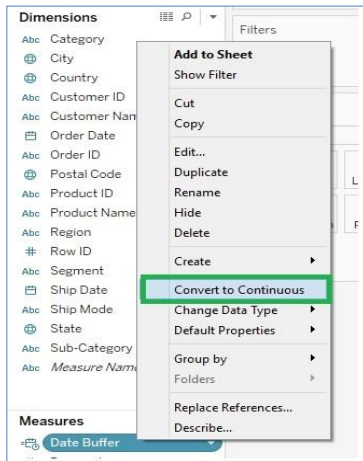 Dimensions
Filters
Abc Category
City
Country
Abc Customer ID
Abc Customer Nam
Order Date
Abc Order ID
Postal Code
Abc Product ID
Abc Product Name
Abc Region
# Row ID
Abc Segment
Ship Date
Abc Ship Mode
State
Abc Sub-Category
Abc Measure Name
Add to Sheet
Show Filter
Cut
Copy
Edit...
Duplicate
Rename
Hide
Delete
Create
Convert to Continuous
Change Data Type
Default Properties
Group by
Folders
Replace References...
Describe...
L
F
Measures
Date Buffer